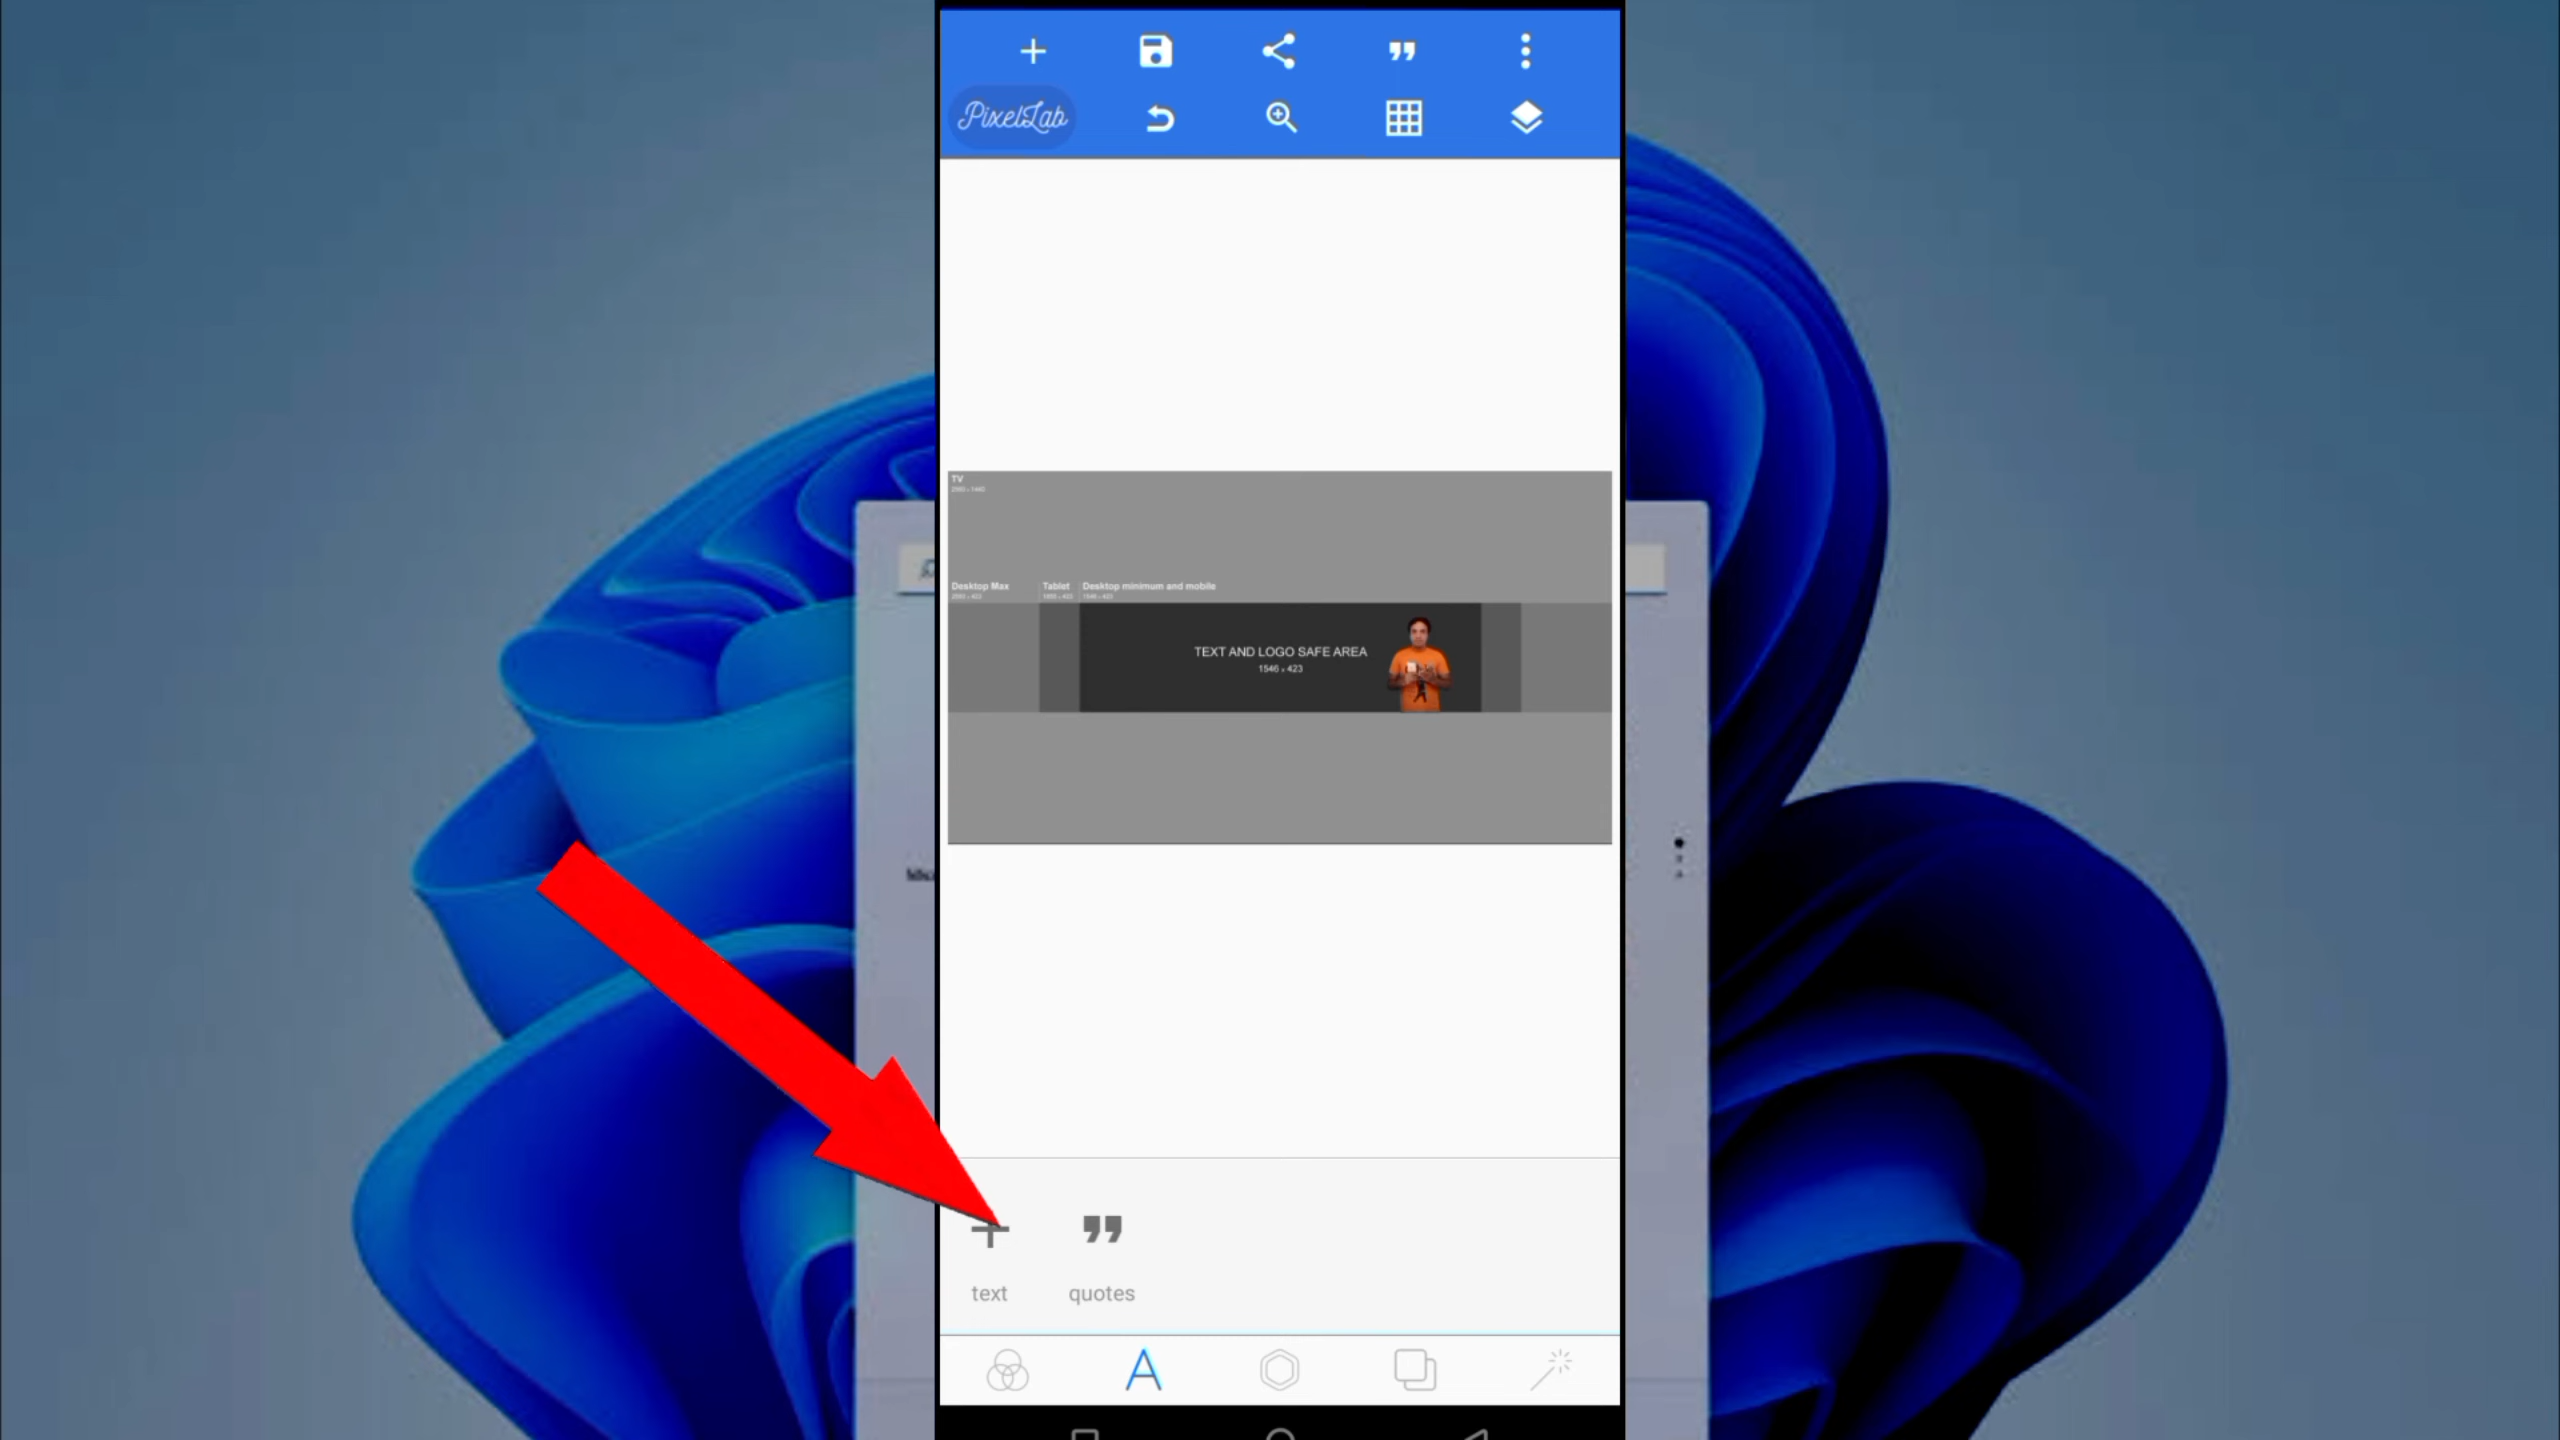 PixelLab
TV
Desktop Max
Tablet
Desktop minimum and mobile
TEXT AND LOGO SAFE AREA
1546 x 423
text
quotes